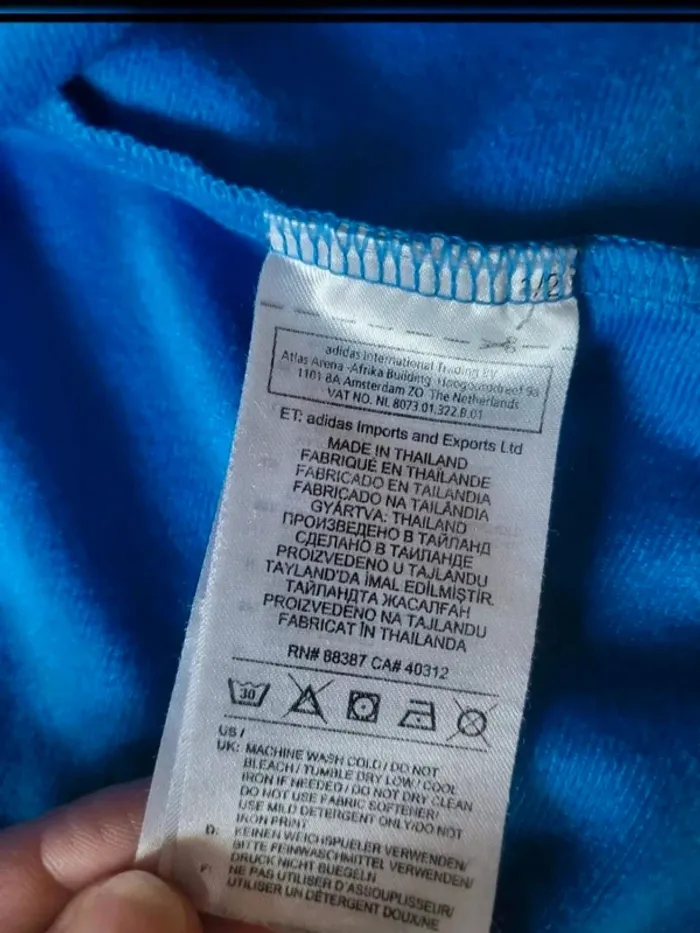 1/2
adidas International Trading BV
Atlas Arena -Afrika Building Hoogoorddreef 9a
1101 BA Amsterdam ZO The Netherlands
VAT NO. NL 8073.01.322.B.01
ET: adidas Imports and Exports Ltd
MADE IN THAILAND
FABRIQUÉ EN THAÏLANDE
FABRICADO EN TAILANDIA
FABRICADO NA TAILÂNDIA
GYÁRTVA: THAILAND
ПРОИЗВЕДЕНО В ТАЙЛАНД
СДЕЛАНО В ТАИЛАНДЕ
PROIZVEDENO U TAJLANDU
TAYLAND'DA İMAL EDİLMİŞTİR.
ТАЙЛАНДТА ЖАСАЛҒАН
PROIZVEDENO NA TAJLANDU
FABRICAT ÎN THAILANDA
RN# 88387 CA# 40312
30
US /
UK: MACHINE WASH COLD / DO NOT
BLEACH / TUMBLE DRY LOW / COOL
IRON IF NEEDED / DO NOT DRY CLEAN
DO NOT USE FABRIC SOFTENER/
USE MILD DETERGENT ONLY/DO NOT
IRON PRINT
D: KEINEN WEICHSPUELER VERWENDEN/
BITTE FEINWASCHMITTEL VERWENDEN/
DRUCK NICHT BUEGELN
F: NE PAS UTILISER D'ASSOUPLISSEUR/
UTILISER UN DÉTERGENT DOUX/NE